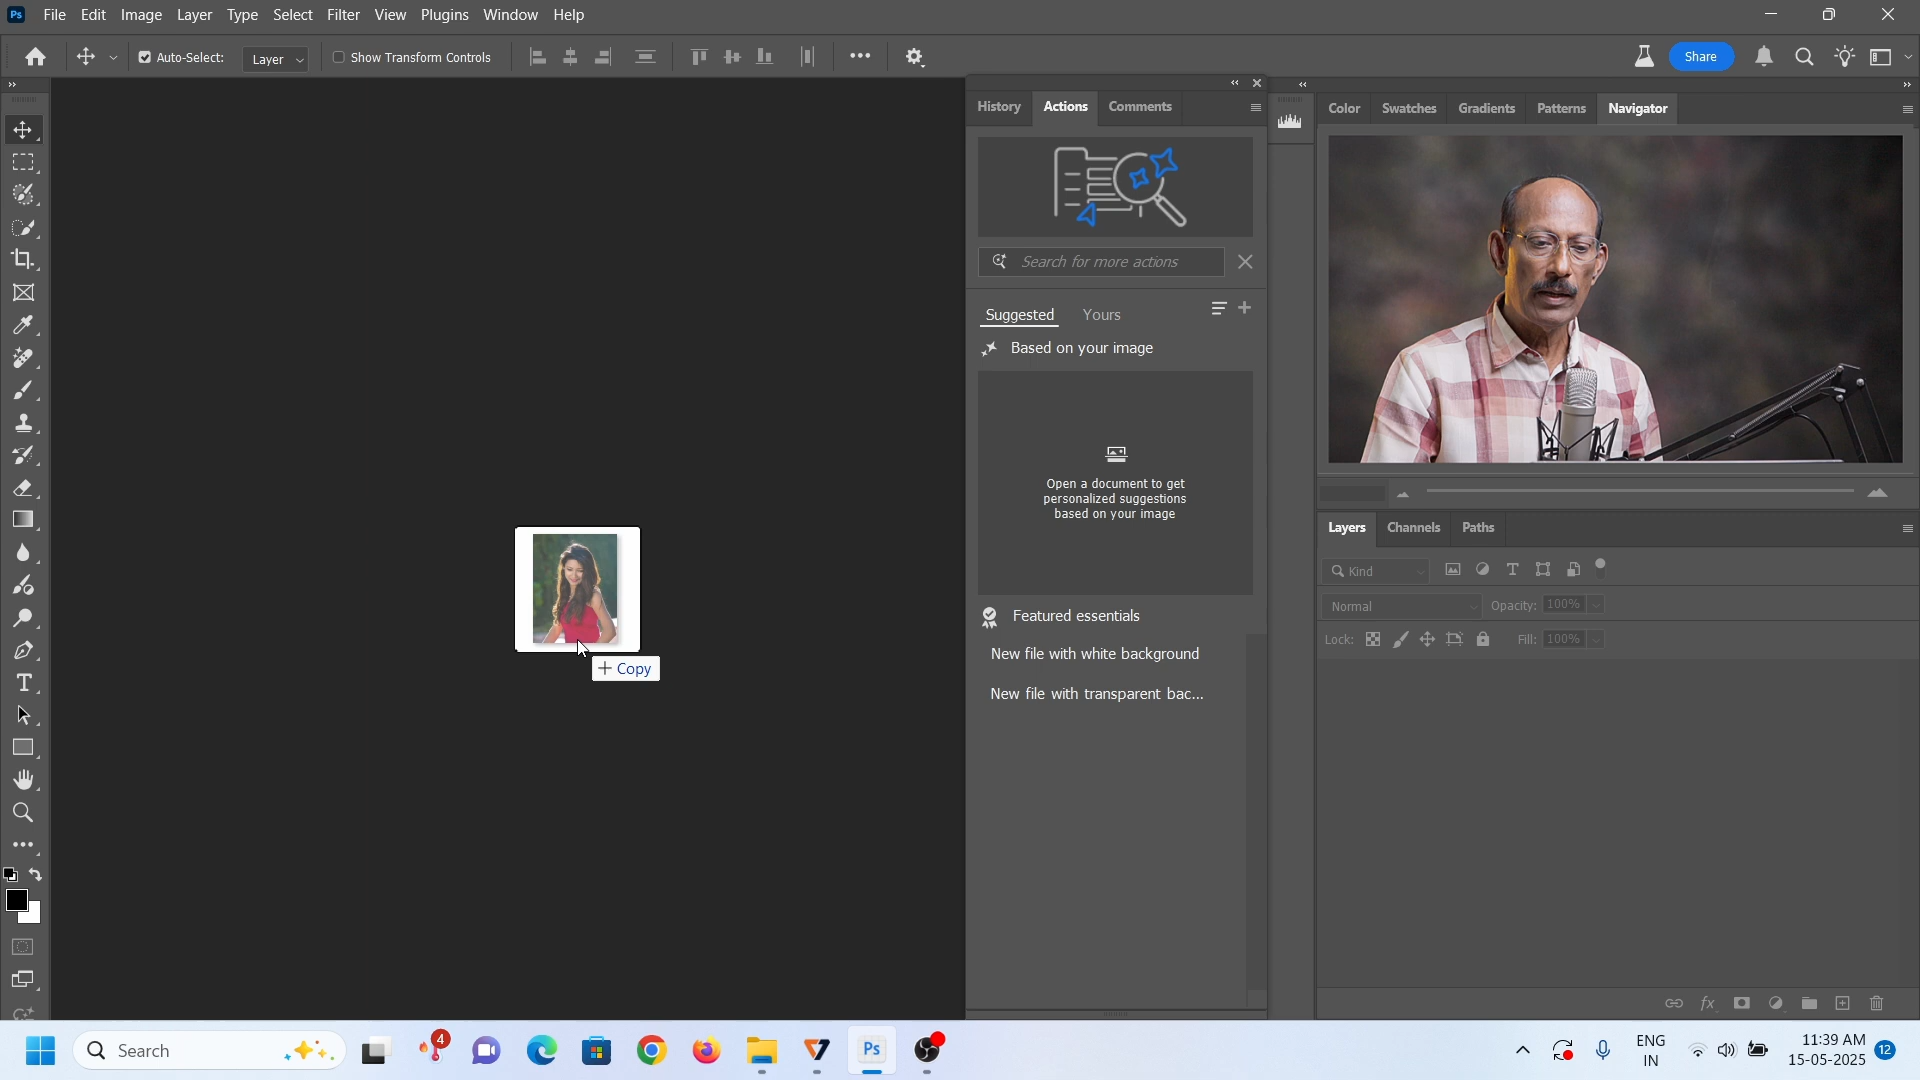 Ps File Edit Image Layer Type Select Filter View Plugins Window Help
Auto-Select: Layer Show Transform Controls Share
History Actions Comments
Color Swatches Gradients Patterns Navigator
Search for more actions
Suggested Yours
Based on your image
Open a document to get
personalized suggestions
based on your image
Featured essentials
New file with white background
New file with transparent bac...
+ Copy
Layers Channels Paths
Kind
Normal Opacity: 100%
Lock: Fill: 100%
fx
Search
4
Ps
ENG
IN
11:39 AM
15-05-2025
12